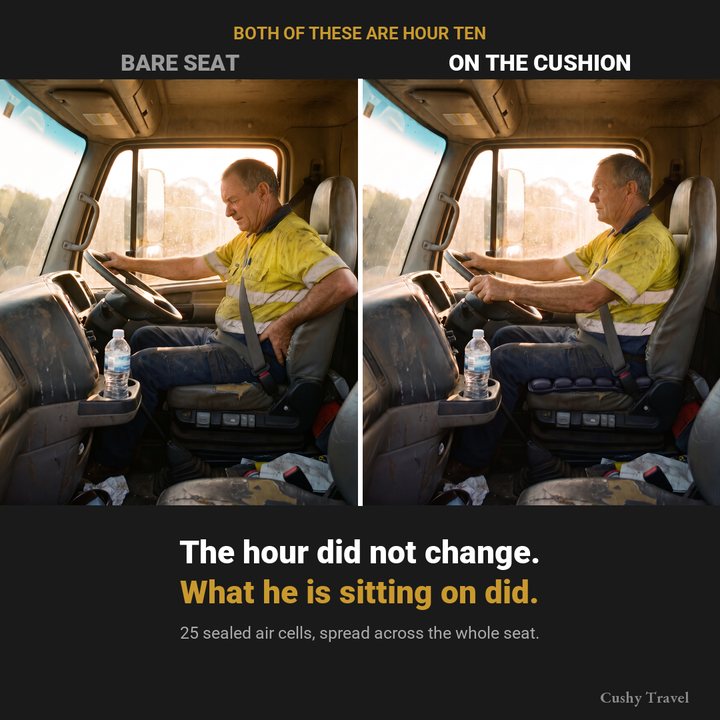 BOTH OF THESE ARE HOUR TEN
BARE SEAT
ON THE CUSHION
The hour did not change.
What he is sitting on did.
25 sealed air cells, spread across the whole seat.
Cushy Travel